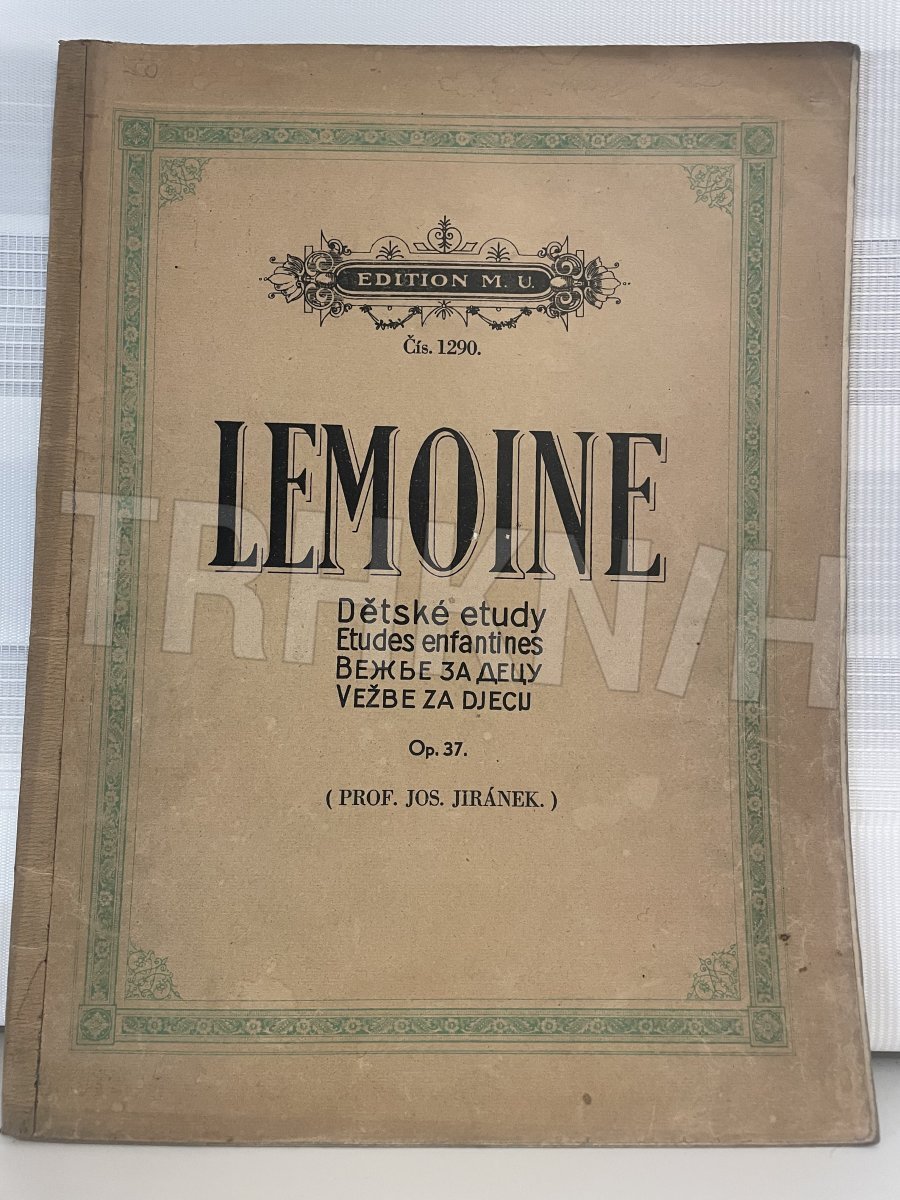 EDITION M. U.
Čís. 1290.
LEMOINE
Dětské etudy
Etudes enfantines
ВЕЖБЕ ЗА ДЕЦУ
VEŽBE ZA DJECU
Op. 37.
( PROF. JOS. JIRÁNEK. )
TRHKNIH